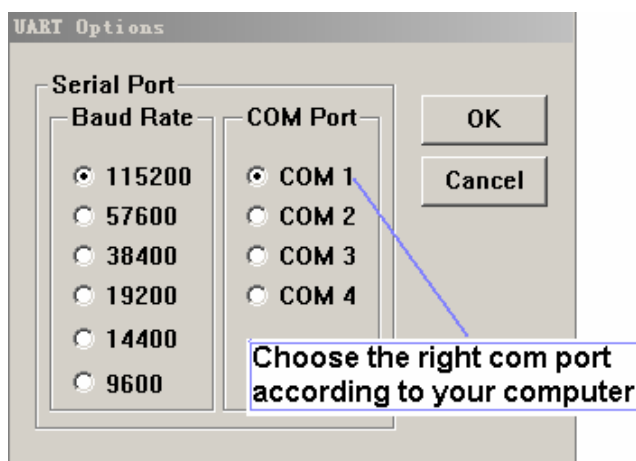 UART Options
Serial Port
Baud Rate
115200
57600
38400
19200
14400
9600
COM Port
COM 1
COM 2
COM 3
COM 4
OK
Cancel
Choose the right com port
according to your computer